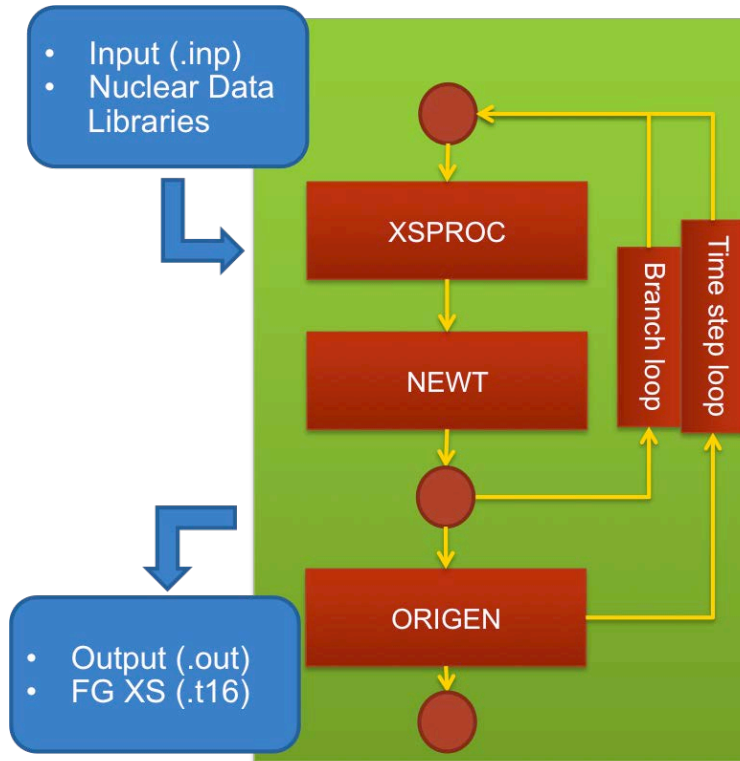 • Input (.inp)
• Nuclear Data
Libraries
XSPROC
NEWT
Branch loop
Time step loop
ORIGEN
• Output (.out)
• FG XS (.t16)